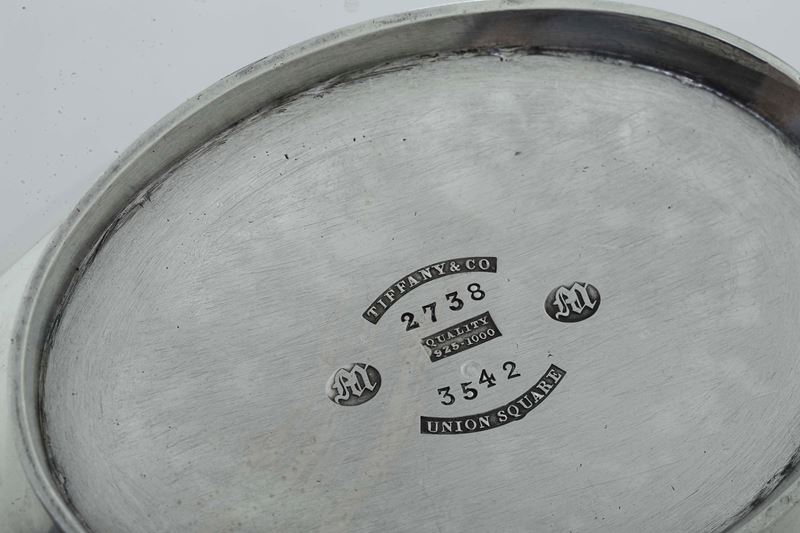 TIFFANY & CO.
2738
QUALITY
925-1000
M M
3542
UNION SQUARE